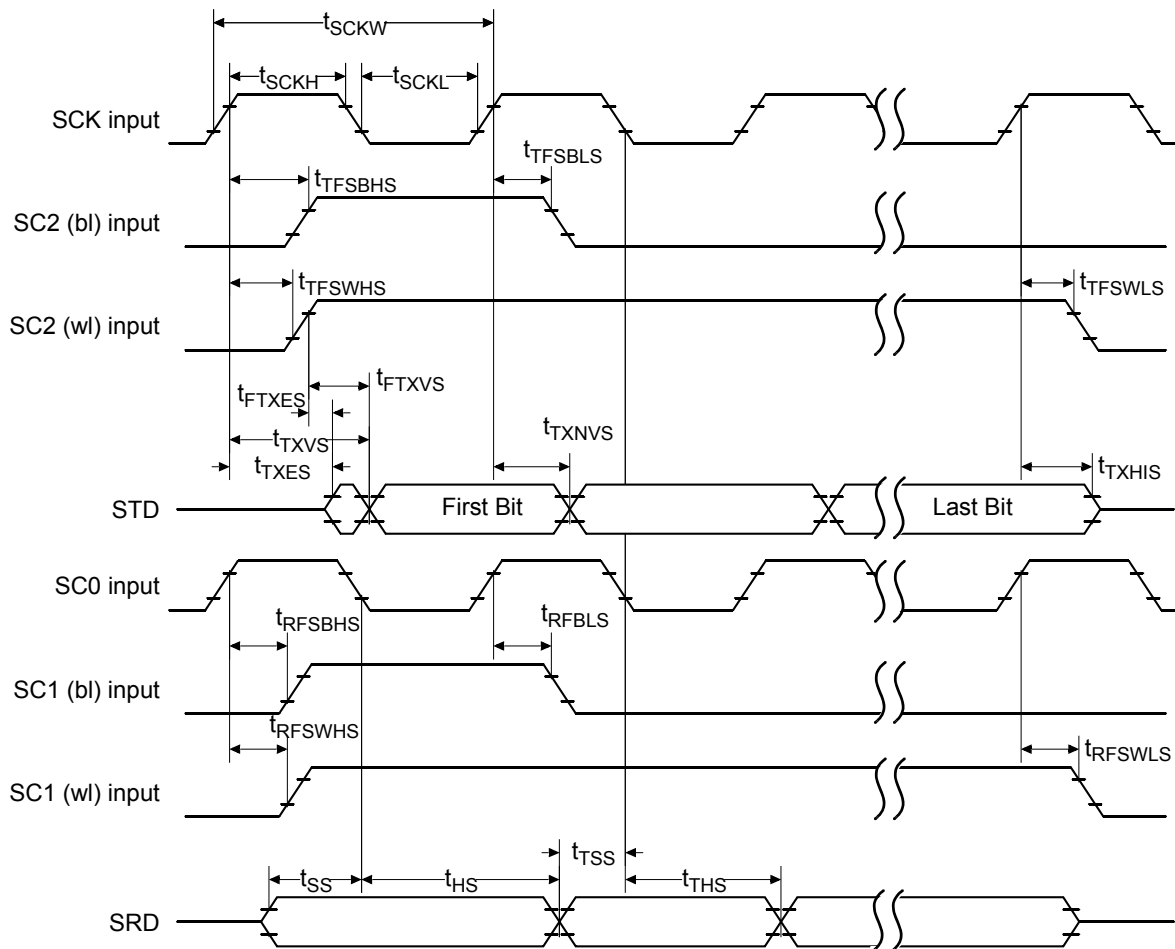 tSCKW
tSCKH
tSCKL
SCK input
tTFSBHS
tTFSBLS
SC2 (bl) input
tTFSWHS
tTFSWLS
SC2 (wl) input
tFTXVS
tFTXES
tTXVS
tTXNVS
tTXES
tTXHIS
STD
First Bit
Last Bit
SC0 input
tRFSBHS
tRFBLS
SC1 (bl) input
tRFSWHS
tRFSWLS
SC1 (wl) input
tTSS
tSS
tHS
tTHS
SRD